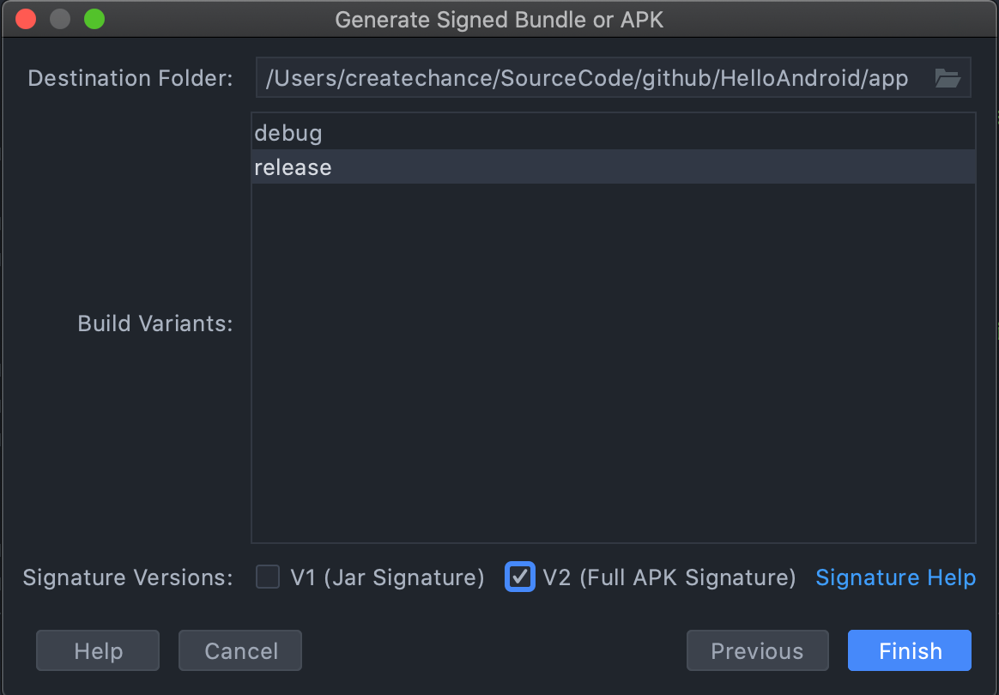 Generate Signed Bundle or APK
Destination Folder: /Users/createchance/SourceCode/github/HelloAndroid/app
debug
release
Build Variants:
Signature Versions: V1 (Jar Signature) V2 (Full APK Signature) Signature Help
Help Cancel Previous Finish